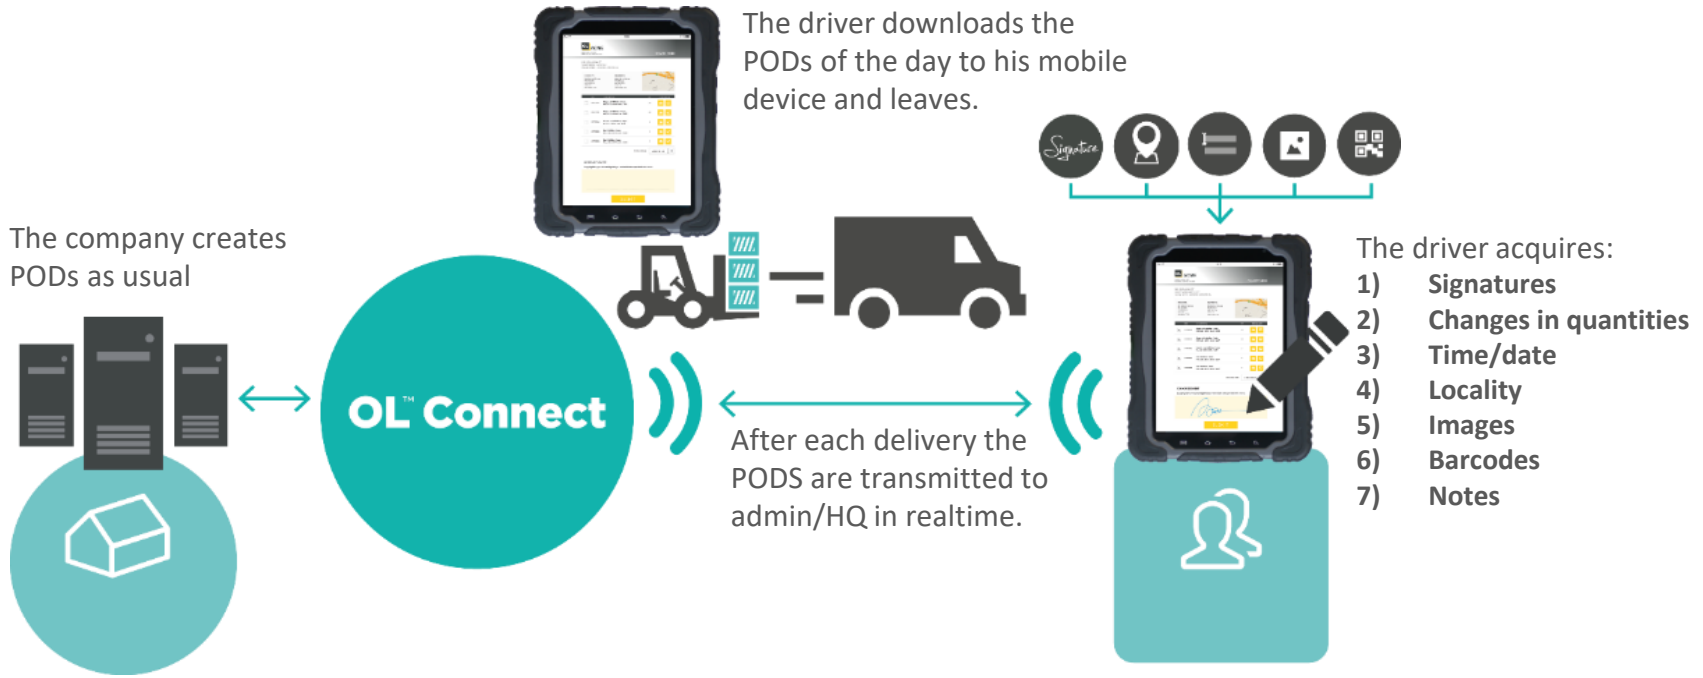 The driver downloads the
PODs of the day to his mobile
device and leaves.
Signature
The company creates
PODs as usual
OL™ Connect
After each delivery the
PODS are transmitted to
admin/HQ in realtime.
The driver acquires:
1) Signatures
2) Changes in quantities
3) Time/date
4) Locality
5) Images
6) Barcodes
7) Notes